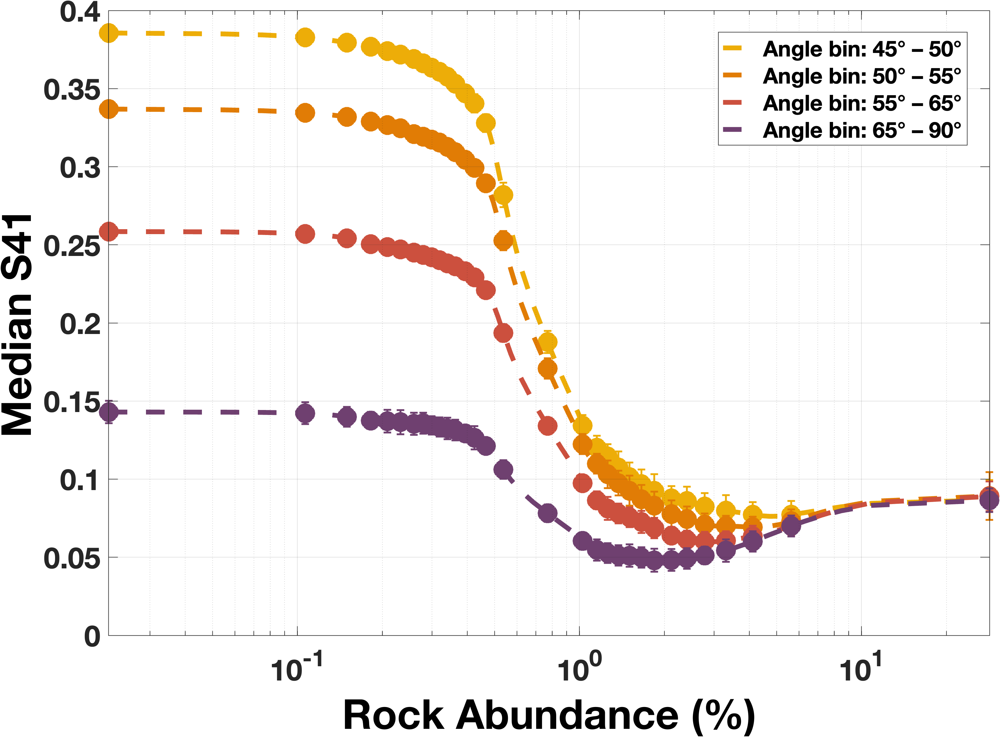 0.4
0.35
0.3
0.25
0.2
0.15
0.1
0.05
0
Median S41
Angle bin: 45° – 50°
Angle bin: 50° – 55°
Angle bin: 55° – 65°
Angle bin: 65° – 90°
10⁻¹ 10⁰ 10¹
Rock Abundance (%)